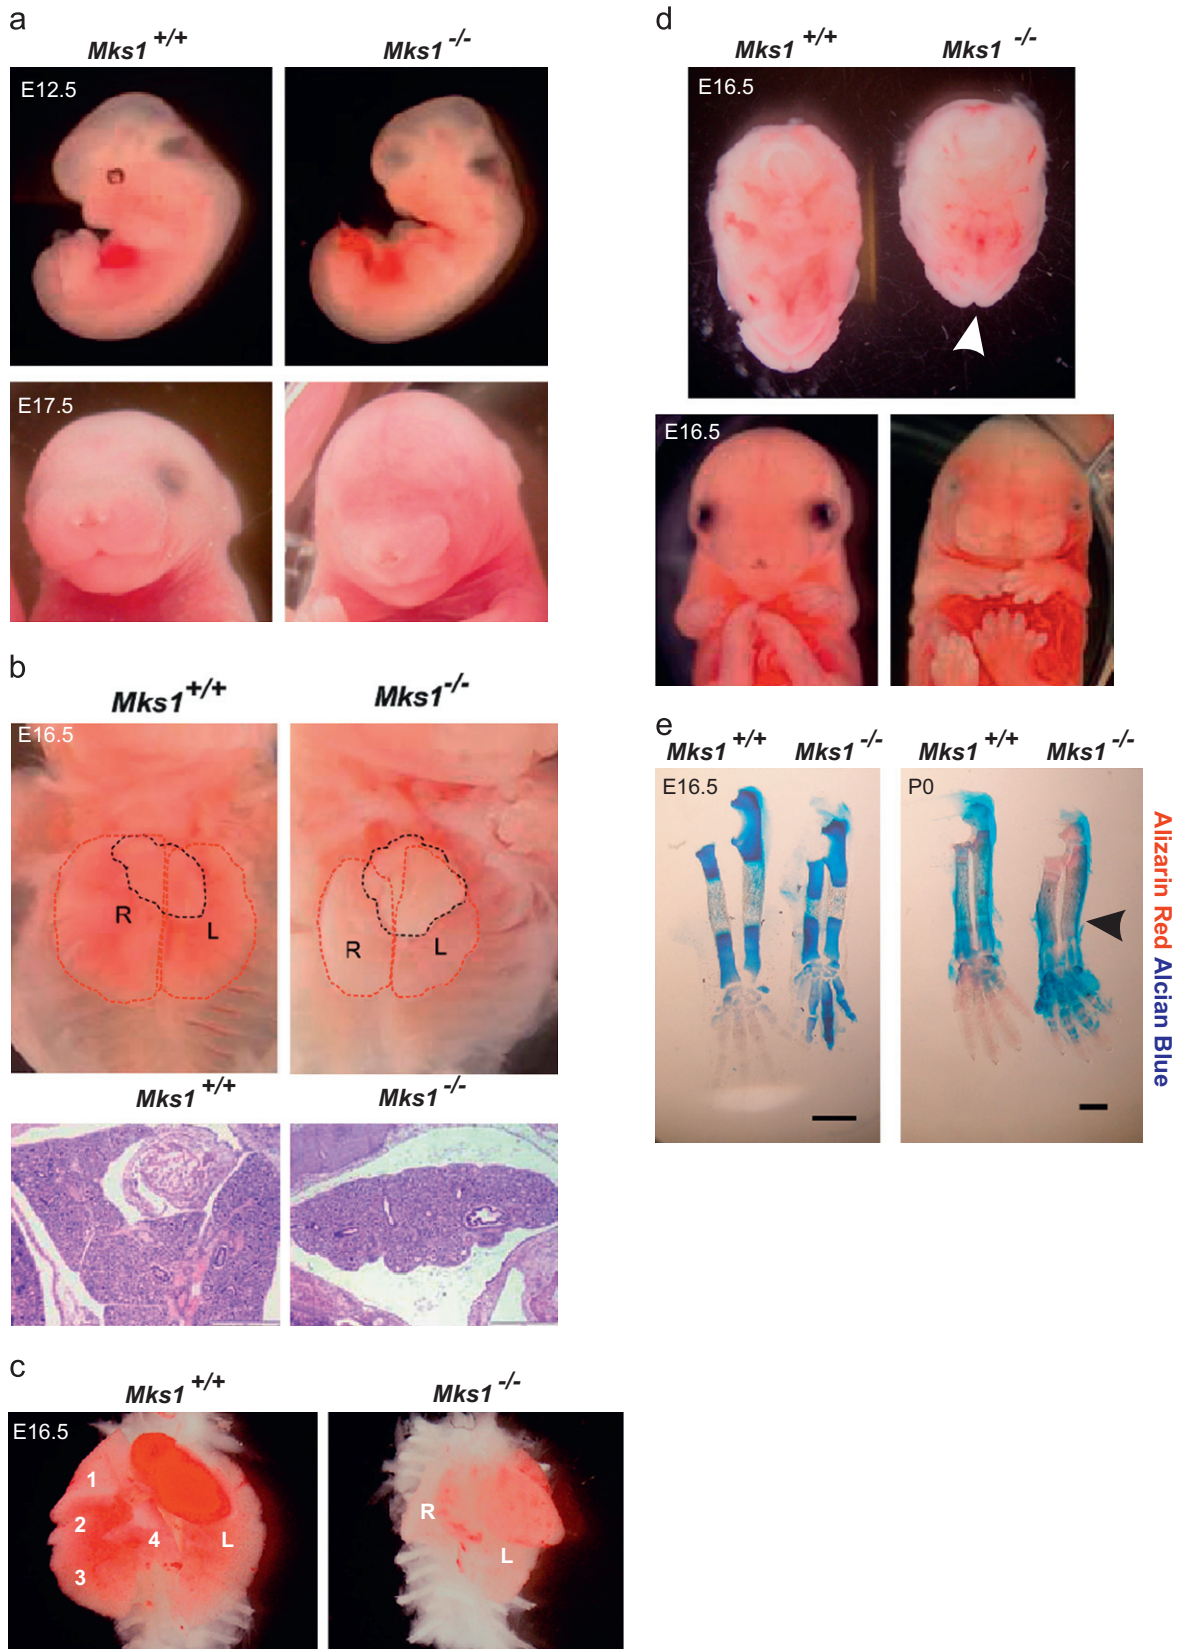 a
Mks1 +/+
Mks1 -/-
E12.5
E17.5
b
Mks1 +/+
Mks1 -/-
E16.5
R
L
R
L
Mks1 +/+
Mks1 -/-
c
Mks1 +/+
Mks1 -/-
E16.5
1
2
3
4
L
R
L
d
Mks1 +/+
Mks1 -/-
E16.5
E16.5
e
Mks1 +/+
Mks1 -/-
Mks1 +/+
Mks1 -/-
E16.5
P0
Alizarin Red Alcian Blue